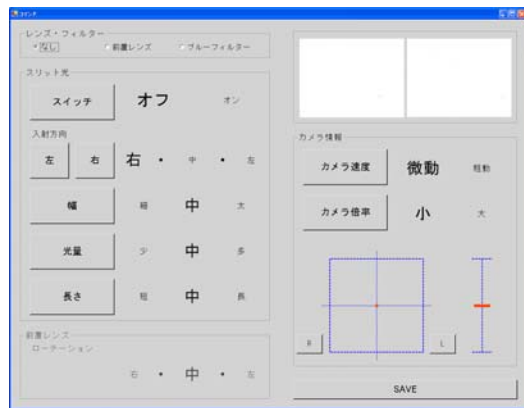 レンズ・フィルター
なし 前置レンズ ブルーフィルター
スリット光
スイッチ オフ オン
入射方向
左 右 右 ・ 中 ・ 左
幅 細 中 太
光量 少 中 多
長さ 短 中 長
前置レンズ
ローテーション
右 ・ 中 ・ 左
カメラ情報
カメラ速度 微動 粗動
カメラ倍率 小 大
R L
SAVE